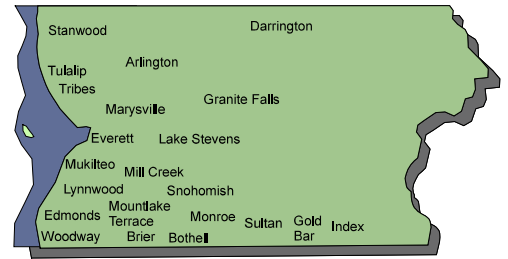 Darrington
Stanwood
Arlington
Tulalip
Tribes
Granite Falls
Marysville
Everett
Lake Stevens
Mukilteo
Mill Creek
Lynnwood
Snohomish
Mountlake
Terrace
Edmonds
Monroe
Sultan
Gold
Bar
Index
Woodway
Brier
Bothell